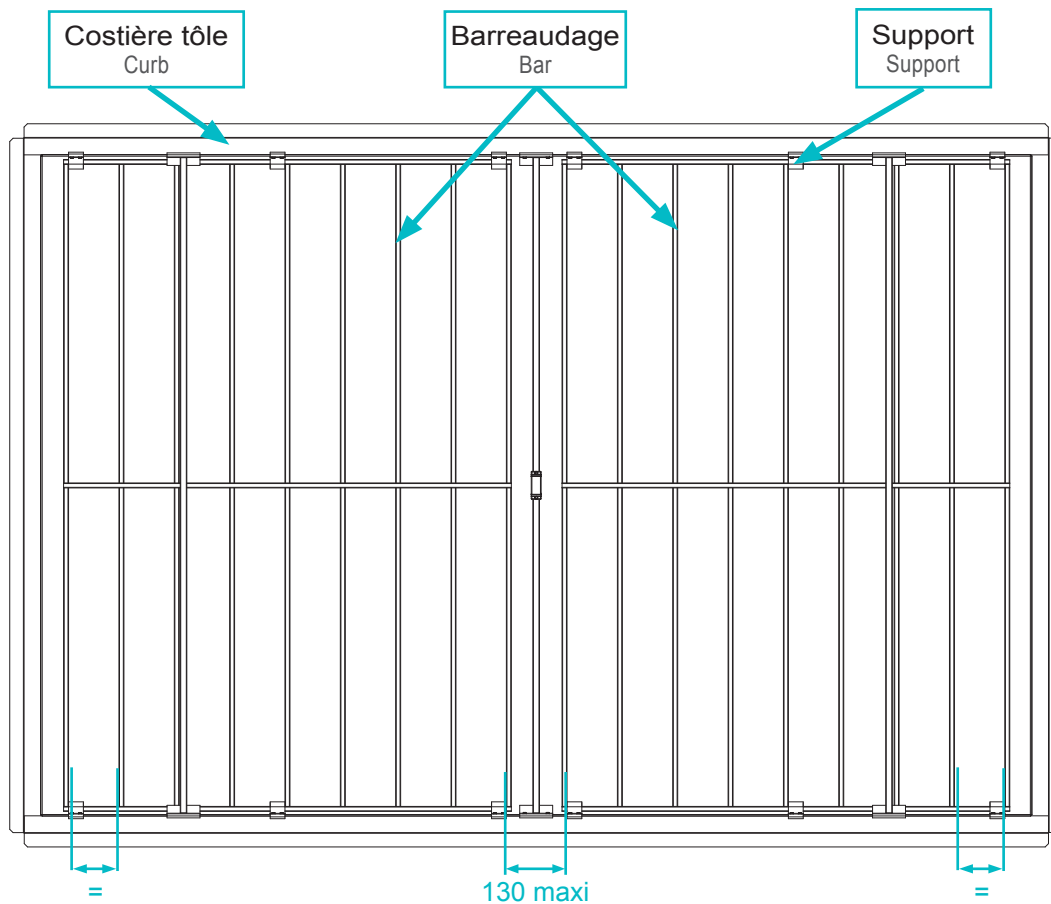 Costière tôle
Curb
Barreaudage
Bar
Support
Support
=
130 maxi
=